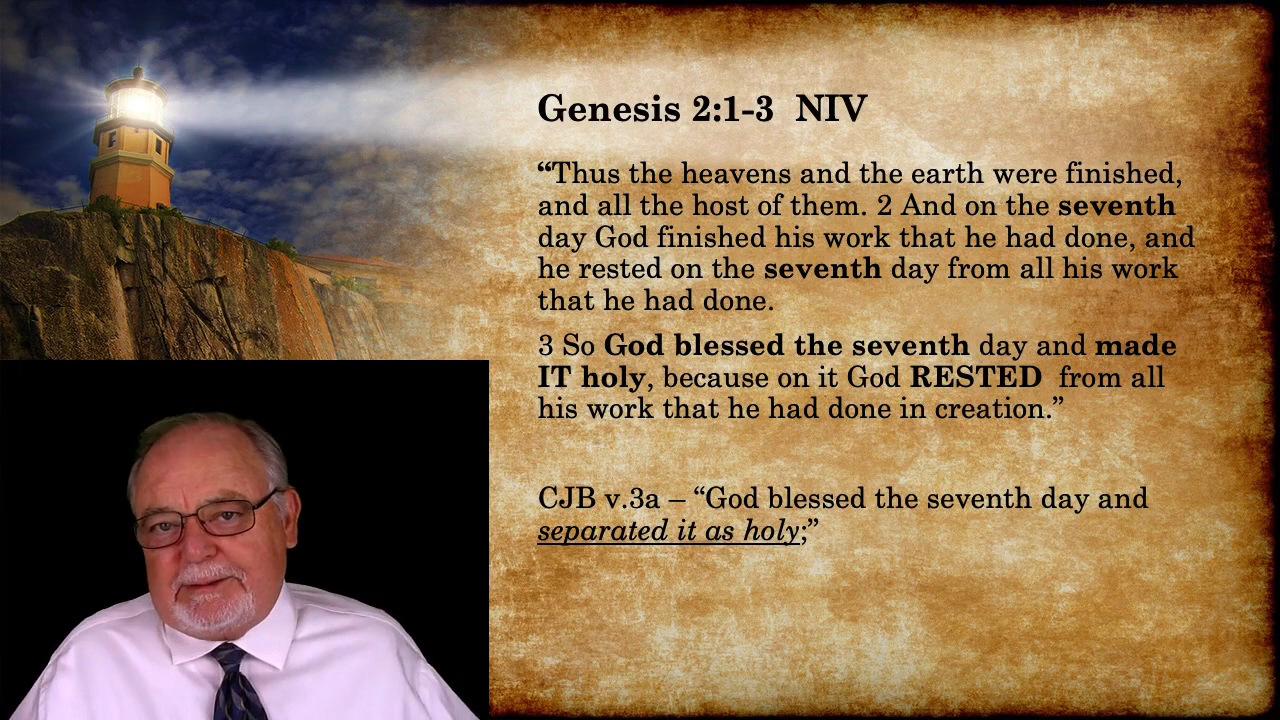 Genesis 2:1-3 NIV
“Thus the heavens and the earth were finished,
and all the host of them. 2 And on the seventh
day God finished his work that he had done, and
he rested on the seventh day from all his work
that he had done.
3 So God blessed the seventh day and made
IT holy, because on it God RESTED from all
his work that he had done in creation.”
CJB v.3a – “God blessed the seventh day and
separated it as holy;”